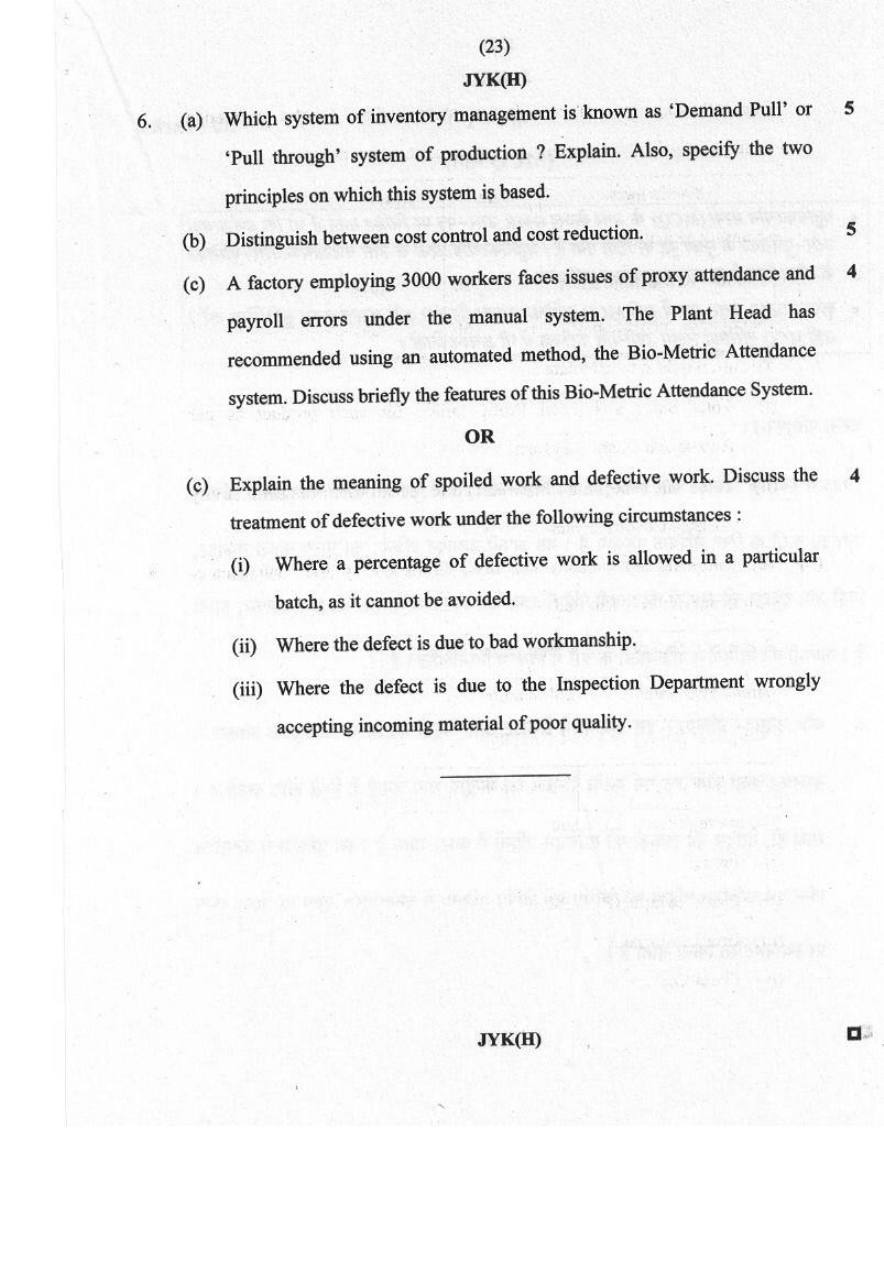 (23)
JYK(H)
6. (a) Which system of inventory management is known as ‘Demand Pull’ or 5
‘Pull through’ system of production ? Explain. Also, specify the two
principles on which this system is based.
(b) Distinguish between cost control and cost reduction. 5
(c) A factory employing 3000 workers faces issues of proxy attendance and 4
payroll errors under the manual system. The Plant Head has
recommended using an automated method, the Bio-Metric Attendance
system. Discuss briefly the features of this Bio-Metric Attendance System.
OR
(c) Explain the meaning of spoiled work and defective work. Discuss the 4
treatment of defective work under the following circumstances :
(i) Where a percentage of defective work is allowed in a particular
batch, as it cannot be avoided.
(ii) Where the defect is due to bad workmanship.
(iii) Where the defect is due to the Inspection Department wrongly
accepting incoming material of poor quality.
JYK(H)